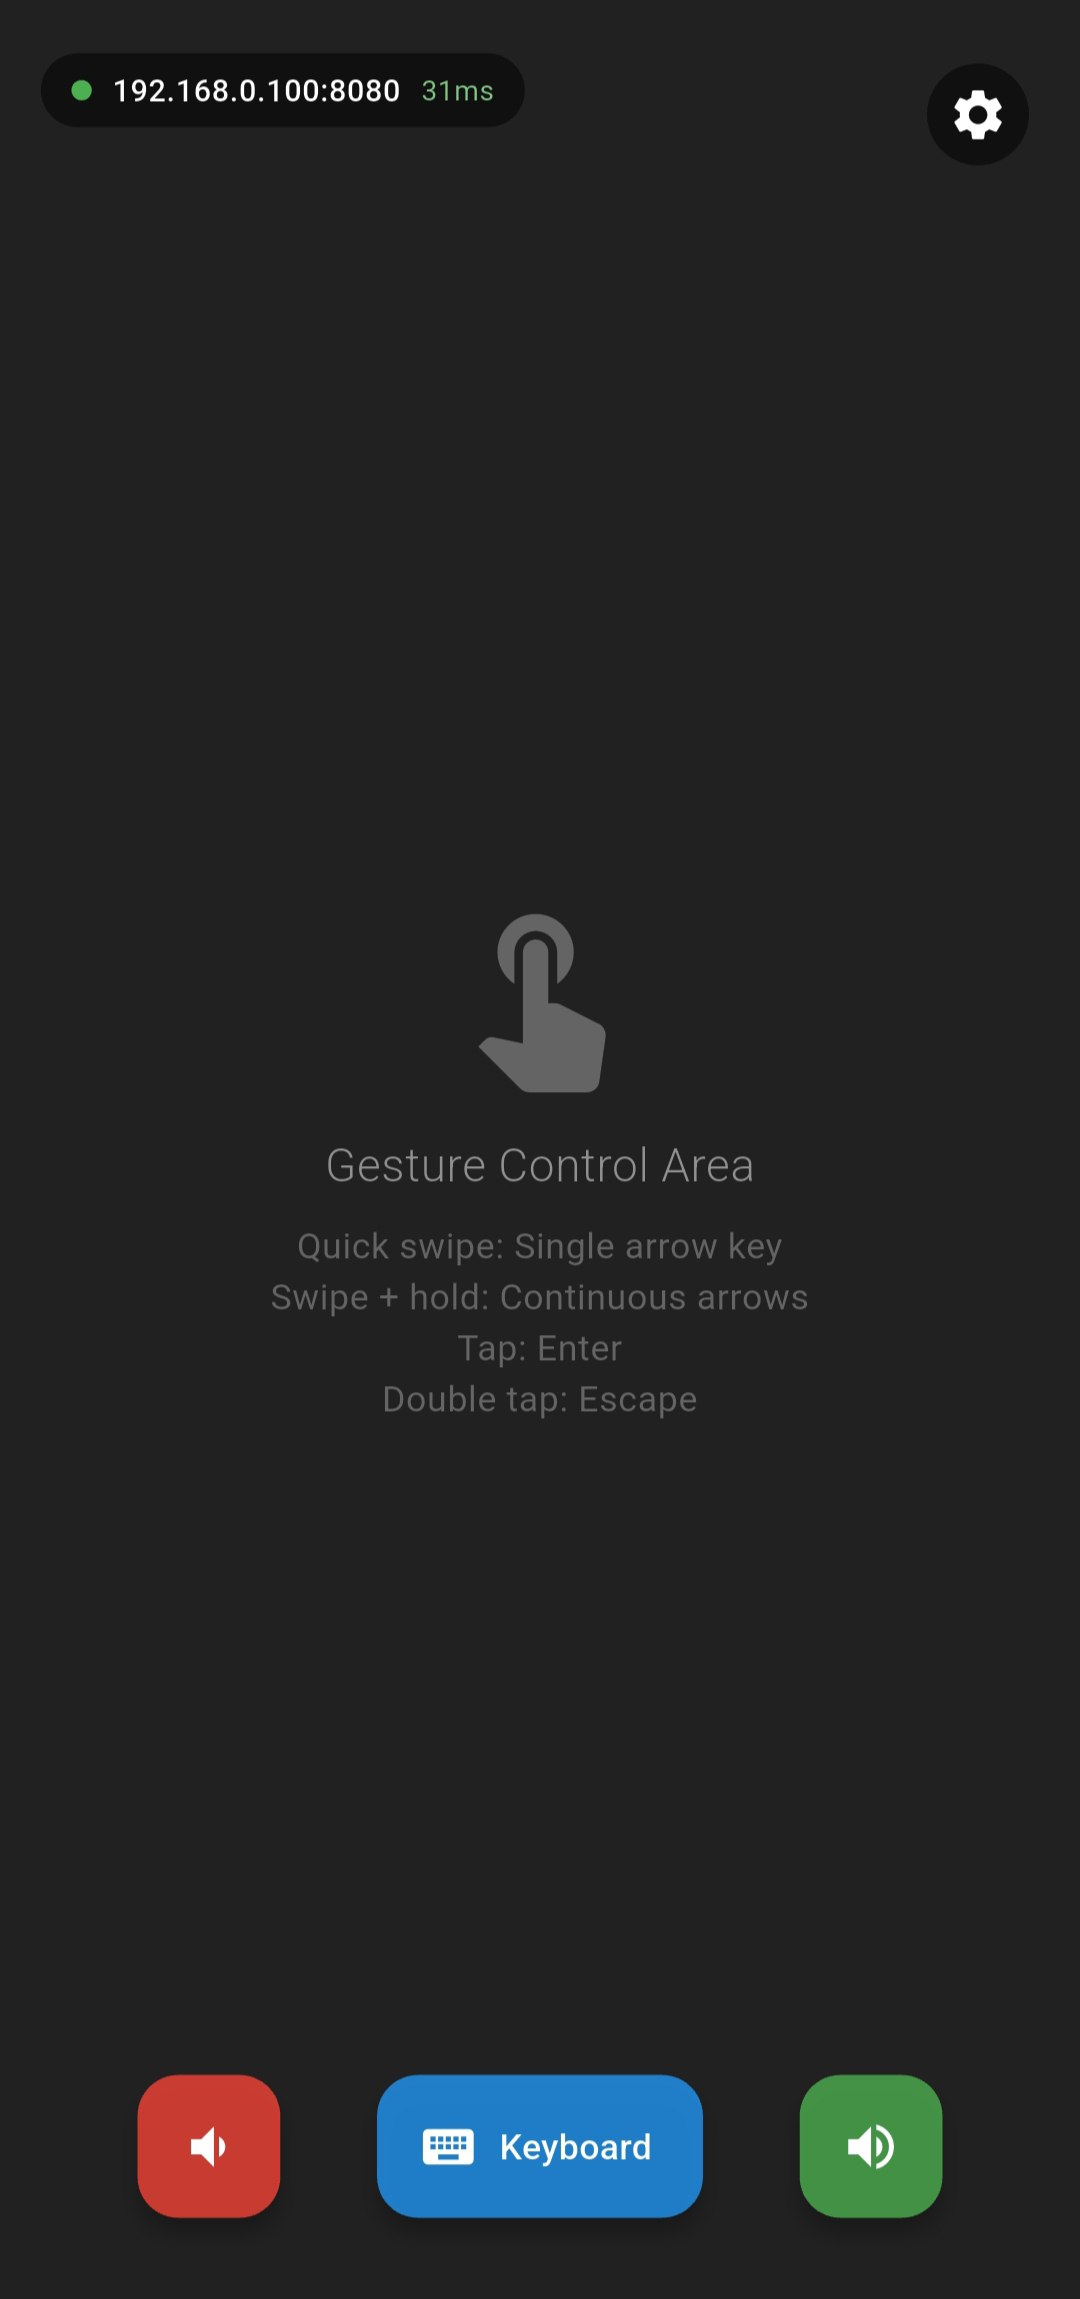 192.168.0.100:8080 31ms
Gesture Control Area
Quick swipe: Single arrow key
Swipe + hold: Continuous arrows
Tap: Enter
Double tap: Escape
Keyboard